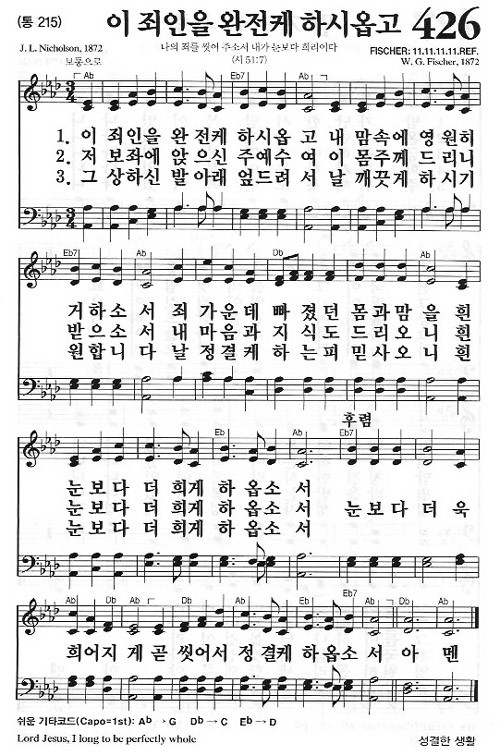 (통 215) 이 죄인을 완전케 하시옵고 426
J. L. Nicholson, 1872 나의 죄를 씻어 주소서 내가 눈보다 희리이다 FISCHER: 11.11.11.11.REF.
보통으로 (시 51:7) W. G. Fischer, 1872
Ab Eb7 Ab
3 4
1. 이 죄인을 완 전케 하시옵 고 내 맘속에 영 원히
2. 저 보좌에 앉 으신 주예수 여 이 몸주께 드 리니
3. 그 상하신 발 아래 엎드려 서 날 깨끗게 하 시기
3 4
Eb7 Ab Db Ab
거하소 서 죄 가운 데 빠 졌던 몸과맘 을 흰
받으소 서 내 마음 과 지 식도 드리오 니 흰
원합니 다 날 정결 케 하 는피 믿사오 니 흰
후렴
Eb7 Ab Eb7
눈 보다 더 희게 하 옵소 서
눈 보다 더 희게 하 옵소 서 눈 보다 더 욱
눈 보다 더 희게 하 옵소 서
Ab Db Ab Eb7 Ab Db Ab
희어지 게 곧 씻어서 정 결케 하옵소 서 아 멘
쉬운 기타코드(Capo=1st): Ab → G Db → C Eb → D
Lord Jesus, I long to be perfectly whole 성결한 생활